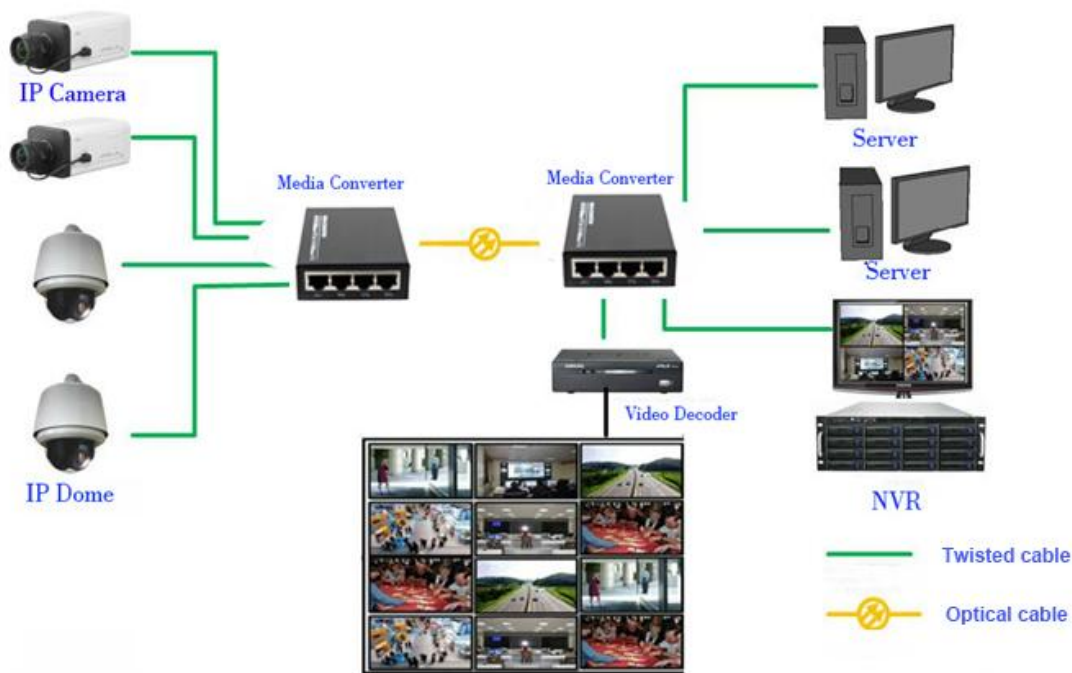 IP Camera
Media Converter
Media Converter
Server
Server
Video Decoder
IP Dome
NVR
Twisted cable
Optical cable